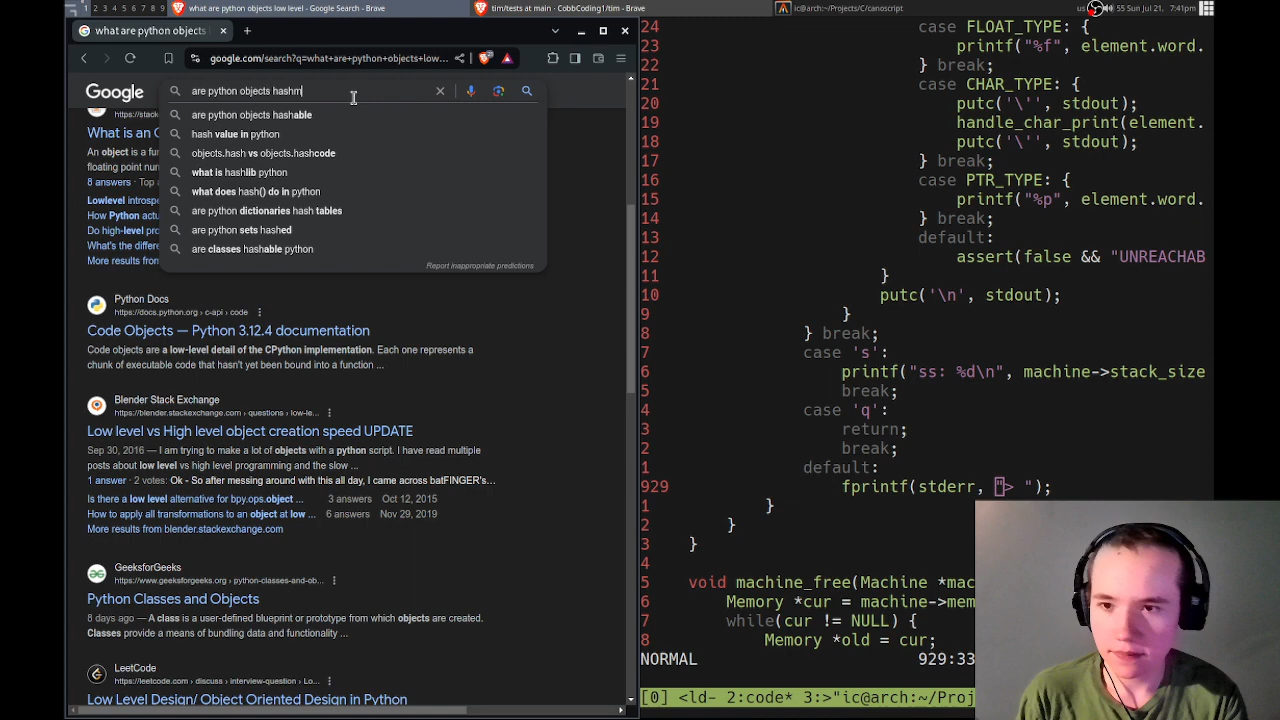 1 2 3 4 5 6 7 8 9
what are python objects low level - Google Search - Brave
tim/tests at main · CobbCoding1/tim - Brave
ic@arch:~/Projects/C/canoscript
us
55 Sun Jul 21, 7:41pm
what are python objects
google.com/search?q=what+are+python+objects+low...
Google
are python objects hashm
are python objects hashable
hash value in python
objects.hash vs objects.hashcode
what is hashlib python
what does hash() do in python
are python dictionaries hash tables
are python sets hashed
are classes hashable python
Report inappropriate predictions
https://stack
What is an O
An object is a fu
floating point num
8 answers · Top a
Lowlevel introspe
How Python actu
Do high-level pro
What's the differe
More results from
Python Docs
https://docs.python.org › c-api › code
Code Objects — Python 3.12.4 documentation
Code objects are a low-level detail of the CPython implementation. Each one represents a
chunk of executable code that hasn't yet been bound into a function ...
Blender Stack Exchange
https://blender.stackexchange.com › questions › low-le...
Low level vs High level object creation speed UPDATE
Sep 30, 2016 — I am trying to make a lot of objects with a python script. I have read multiple
posts about low level vs high level programming and the slow ...
1 answer · 2 votes: Ok - So after messing around with this all day, I came across batFINGER's...
Is there a low level alternative for bpy.ops.object ... 3 answers Oct 12, 2015
How to apply all transformations to an object at low ... 6 answers Nov 29, 2019
More results from blender.stackexchange.com
GeeksforGeeks
https://www.geeksforgeeks.org › python-classes-and-ob...
Python Classes and Objects
8 days ago — A class is a user-defined blueprint or prototype from which objects are created.
Classes provide a means of bundling data and functionality ...
LeetCode
https://leetcode.com › discuss › interview › Lo...
Low Level Design/ Object Oriented Design in Python
24 case FLOAT_TYPE: {
23 printf("%f", element.word.
22 } break;
21 case CHAR_TYPE: {
20 putc('\'', stdout);
19 handle_char_print(element.
18 putc('\'', stdout);
17 } break;
16 case PTR_TYPE: {
15 printf("%p", element.word.
14 } break;
13 default:
12 assert(false && "UNREACHAB
11 }
10 putc('\n', stdout);
9 }
8 } break;
7 case 's':
6 printf("ss: %d\n", machine->stack_size
5 break;
4 case 'q':
3 return;
2 break;
1 default:
929 fprintf(stderr, "> ");
1 }
2 }
3 }
4
5 void machine_free(Machine *mac
6 Memory *cur = machine->mem
7 while(cur != NULL) {
8 Memory *old = cur;
NORMAL 929:33
[0] <ld- 2:code* 3:>"ic@arch:~/Proj